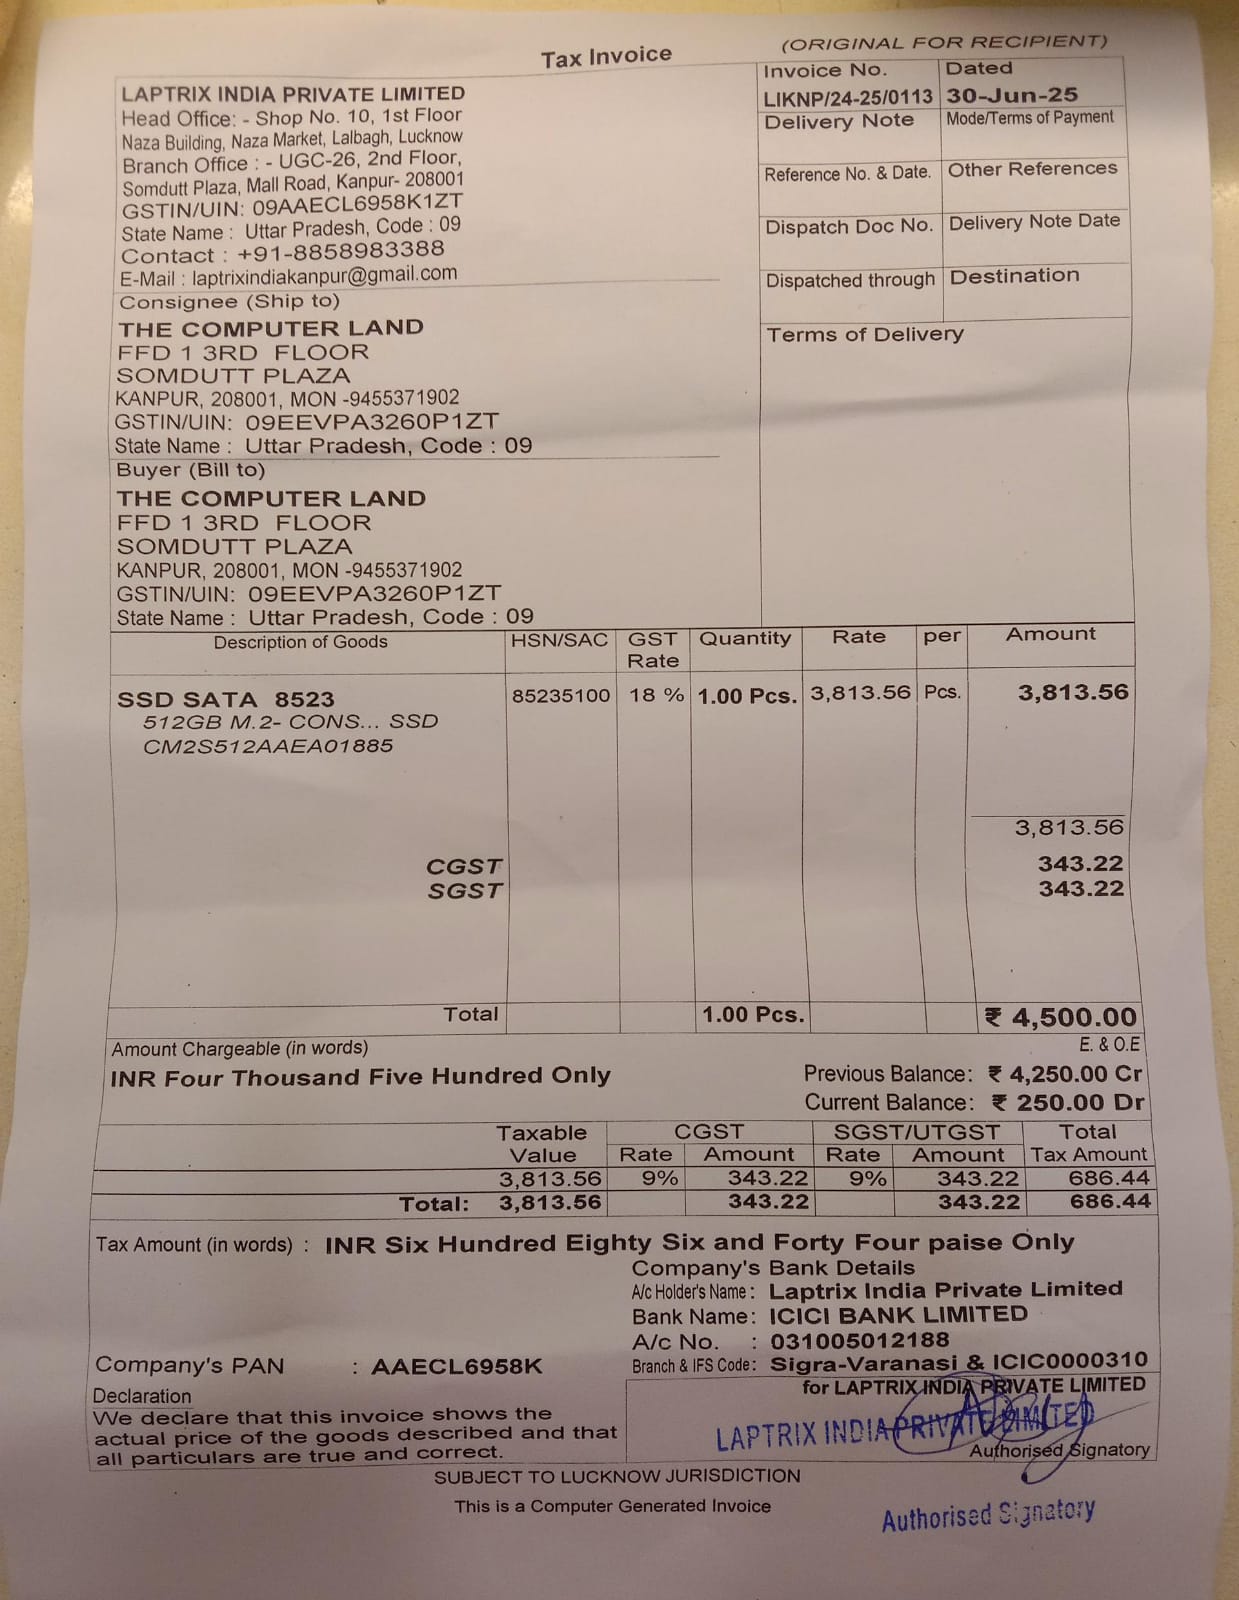 Tax Invoice
(ORIGINAL FOR RECIPIENT)
LAPTRIX INDIA PRIVATE LIMITED
Head Office: - Shop No. 10, 1st Floor
Naza Building, Naza Market, Lalbagh, Lucknow
Branch Office : - UGC-26, 2nd Floor,
Somdutt Plaza, Mall Road, Kanpur- 208001
GSTIN/UIN: 09AAECL6958K1ZT
State Name : Uttar Pradesh, Code : 09
Contact : +91-8858983388
E-Mail : laptrixindiakanpur@gmail.com
Invoice No. Dated
LIKNP/24-25/0113 30-Jun-25
Delivery Note Mode/Terms of Payment
Reference No. & Date. Other References
Dispatch Doc No. Delivery Note Date
Dispatched through Destination
Terms of Delivery
Consignee (Ship to)
THE COMPUTER LAND
FFD 1 3RD FLOOR
SOMDUTT PLAZA
KANPUR, 208001, MON -9455371902
GSTIN/UIN: 09EEVPA3260P1ZT
State Name : Uttar Pradesh, Code : 09
Buyer (Bill to)
THE COMPUTER LAND
FFD 1 3RD FLOOR
SOMDUTT PLAZA
KANPUR, 208001, MON -9455371902
GSTIN/UIN: 09EEVPA3260P1ZT
State Name : Uttar Pradesh, Code : 09
Description of Goods HSN/SAC GST Rate Quantity Rate per Amount
SSD SATA 8523 85235100 18 % 1.00 Pcs. 3,813.56 Pcs. 3,813.56
512GB M.2- CONS... SSD
CM2S512AAEA01885
3,813.56
CGST 343.22
SGST 343.22
Total 1.00 Pcs. ₹ 4,500.00
Amount Chargeable (in words) E. & O.E
INR Four Thousand Five Hundred Only
Previous Balance: ₹ 4,250.00 Cr
Current Balance: ₹ 250.00 Dr
Taxable CGST SGST/UTGST Total
Value Rate Amount Rate Amount Tax Amount
3,813.56 9% 343.22 9% 343.22 686.44
Total: 3,813.56 343.22 343.22 686.44
Tax Amount (in words) : INR Six Hundred Eighty Six and Forty Four paise Only
Company's Bank Details
A/c Holder's Name : Laptrix India Private Limited
Bank Name: ICICI BANK LIMITED
A/c No. : 031005012188
Branch & IFS Code: Sigra-Varanasi & ICIC0000310
Company's PAN : AAECL6958K
Declaration
We declare that this invoice shows the
actual price of the goods described and that
all particulars are true and correct.
for LAPTRIX INDIA PRIVATE LIMITED
LAPTRIX INDIA PRIVATE LIMITED
Authorised Signatory
SUBJECT TO LUCKNOW JURISDICTION
This is a Computer Generated Invoice
Authorised Signatory